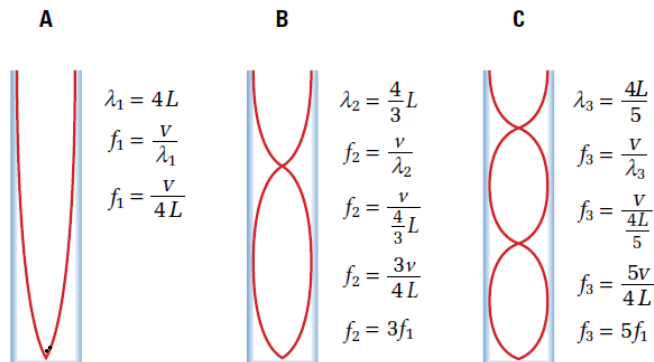 A
λ₁ = 4L
f₁ = v/λ₁
f₁ = v/4L
B
λ₂ = 4/3 L
f₂ = v/λ₂
f₂ = v/(4/3 L)
f₂ = 3v/4L
f₂ = 3f₁
C
λ₃ = 4L/5
f₃ = v/λ₃
f₃ = v/(4L/5)
f₃ = 5v/4L
f₃ = 5f₁